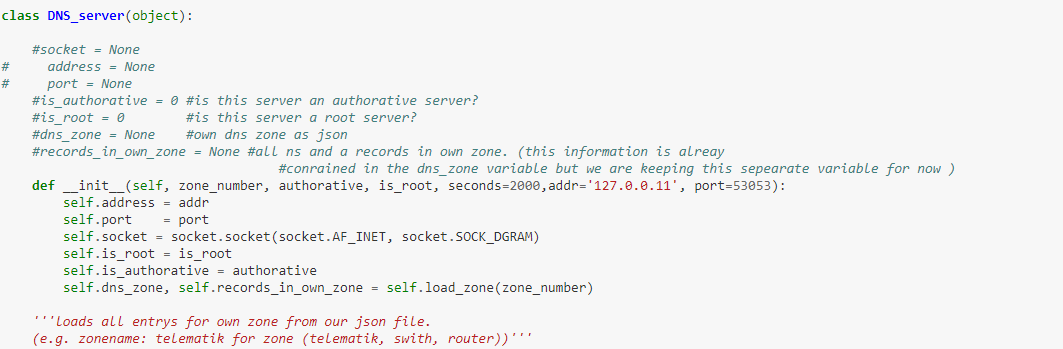 class DNS_server(object):
#socket = None
# address = None
# port = None
#is_authorative = 0 #is this server an authorative server?
#is_root = 0 #is this server a root server?
#dns_zone = None #own dns zone as json
#records_in_own_zone = None #all ns and a records in own zone. (this information is alreay
#conrained in the dns_zone variable but we are keeping this sepearate variable for now )
def __init__(self, zone_number, authorative, is_root, seconds=2000,addr='127.0.0.11', port=53053):
self.address = addr
self.port = port
self.socket = socket.socket(socket.AF_INET, socket.SOCK_DGRAM)
self.is_root = is_root
self.is_authorative = authorative
self.dns_zone, self.records_in_own_zone = self.load_zone(zone_number)
'''loads all entrys for own zone from our json file.
(e.g. zonename: telematik for zone (telematik, swith, router))'''